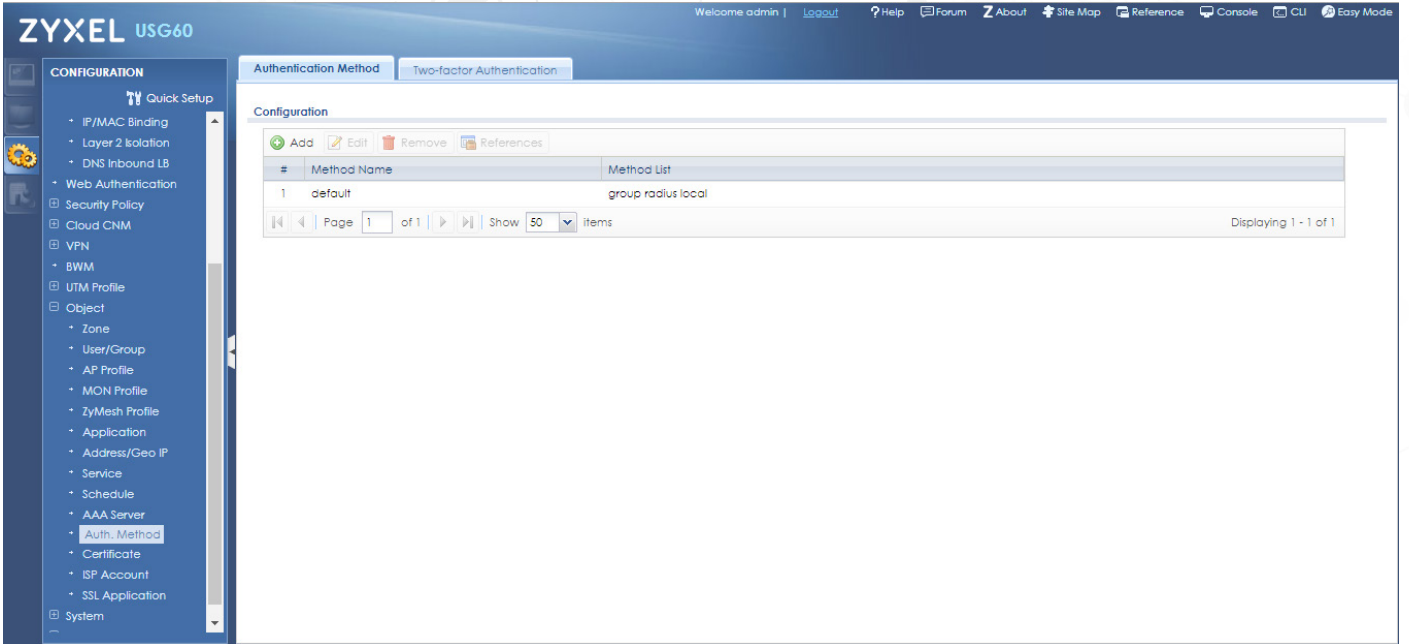 Welcome admin | Logout ?Help Forum Z About Site Map Reference Console CLI Easy Mode
ZYXEL USG60
CONFIGURATION
Quick Setup
IP/MAC Binding
Layer 2 Isolation
DNS Inbound LB
Web Authentication
Security Policy
Cloud CNM
VPN
BWM
UTM Profile
Object
Zone
User/Group
AP Profile
MON Profile
ZyMesh Profile
Application
Address/Geo IP
Service
Schedule
AAA Server
Auth. Method
Certificate
ISP Account
SSL Application
System
Authentication Method Two-factor Authentication
Configuration
Add Edit Remove References
# Method Name Method List
1 default group radius local
Page 1 of 1 Show 50 items Displaying 1 - 1 of 1